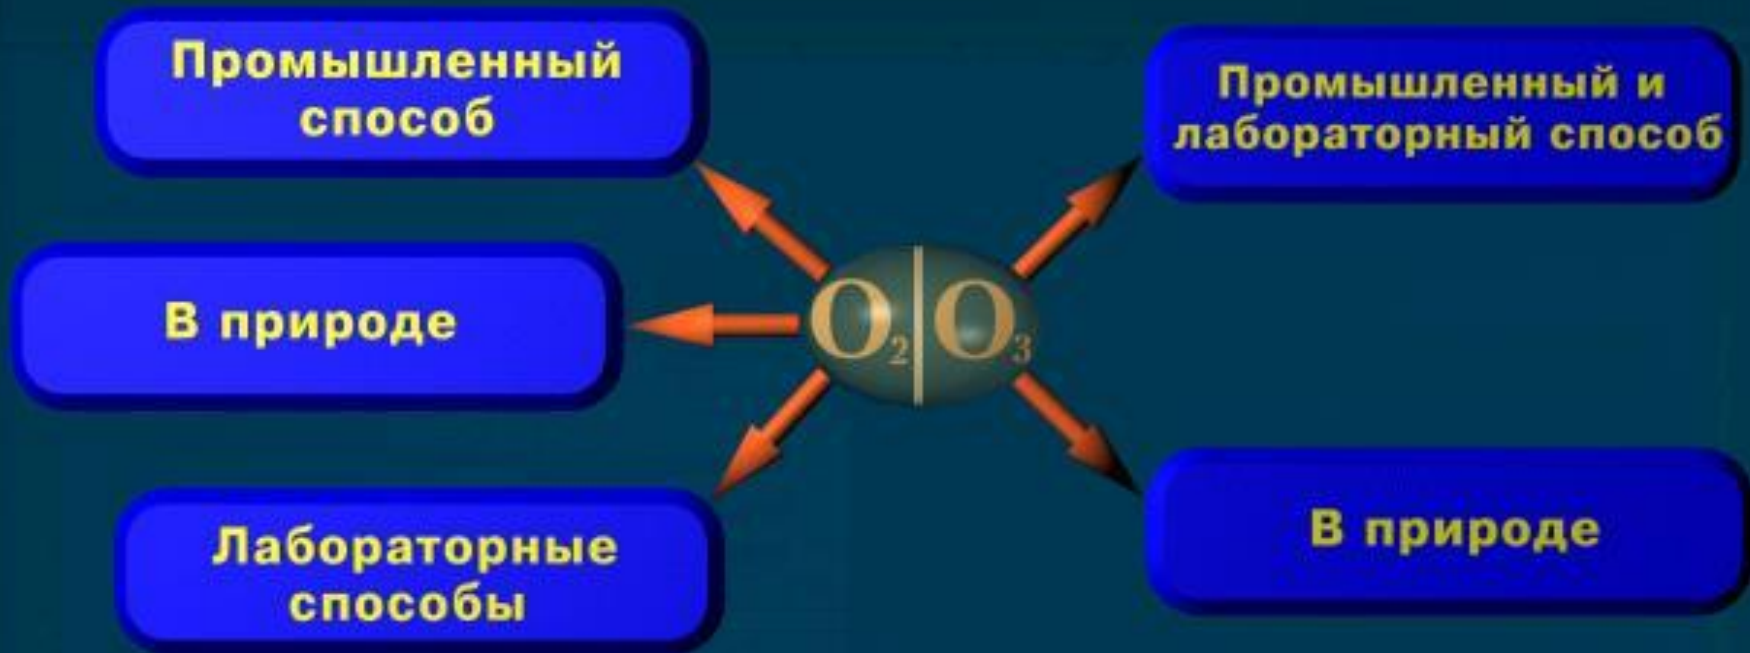 Промышленный
способ
В природе
Лабораторные
способы
O₂ O₃
Промышленный и
лабораторный способ
В природе